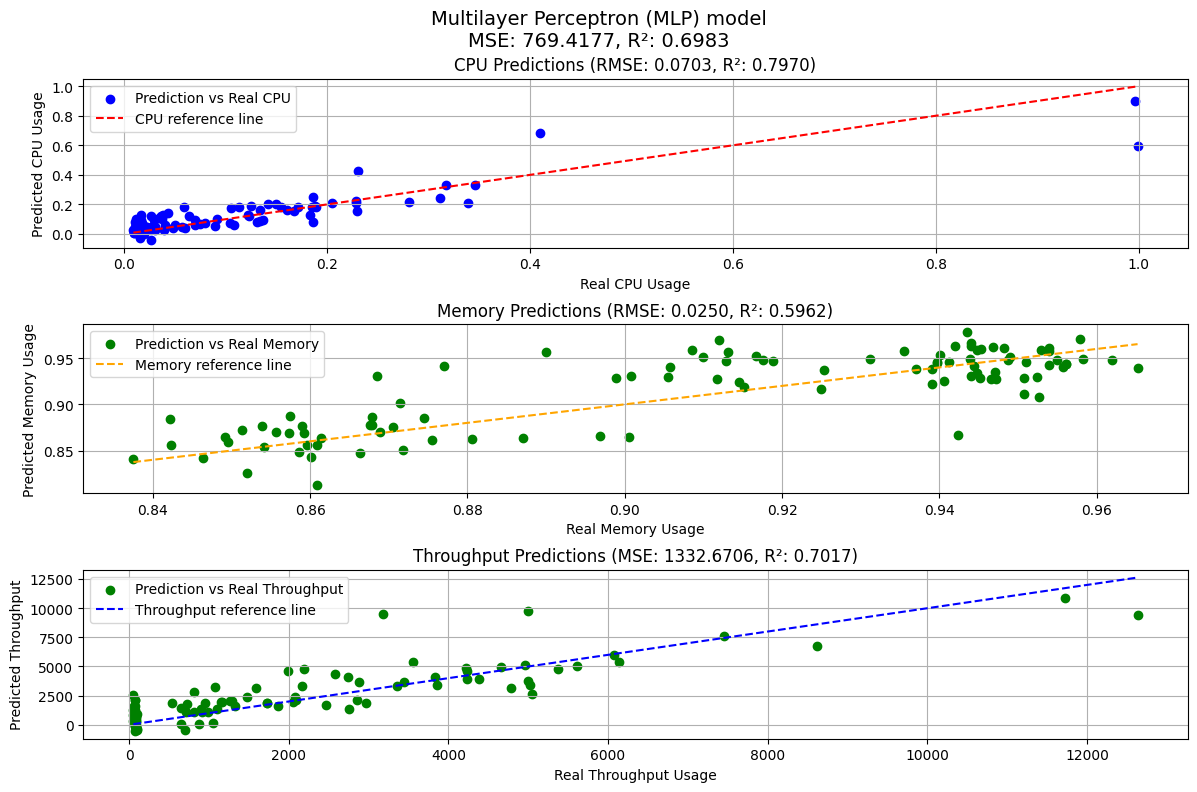 Multilayer Perceptron (MLP) model
MSE: 769.4177, R²: 0.6983
CPU Predictions (RMSE: 0.0703, R²: 0.7970)
Predicted CPU Usage
1.0
0.8
0.6
0.4
0.2
0.0
Prediction vs Real CPU
CPU reference line
0.0 0.2 0.4 0.6 0.8 1.0
Real CPU Usage
Memory Predictions (RMSE: 0.0250, R²: 0.5962)
Predicted Memory Usage
0.95
0.90
0.85
Prediction vs Real Memory
Memory reference line
0.84 0.86 0.88 0.90 0.92 0.94 0.96
Real Memory Usage
Throughput Predictions (MSE: 1332.6706, R²: 0.7017)
Predicted Throughput
12500
10000
7500
5000
2500
0
Prediction vs Real Throughput
Throughput reference line
0 2000 4000 6000 8000 10000 12000
Real Throughput Usage